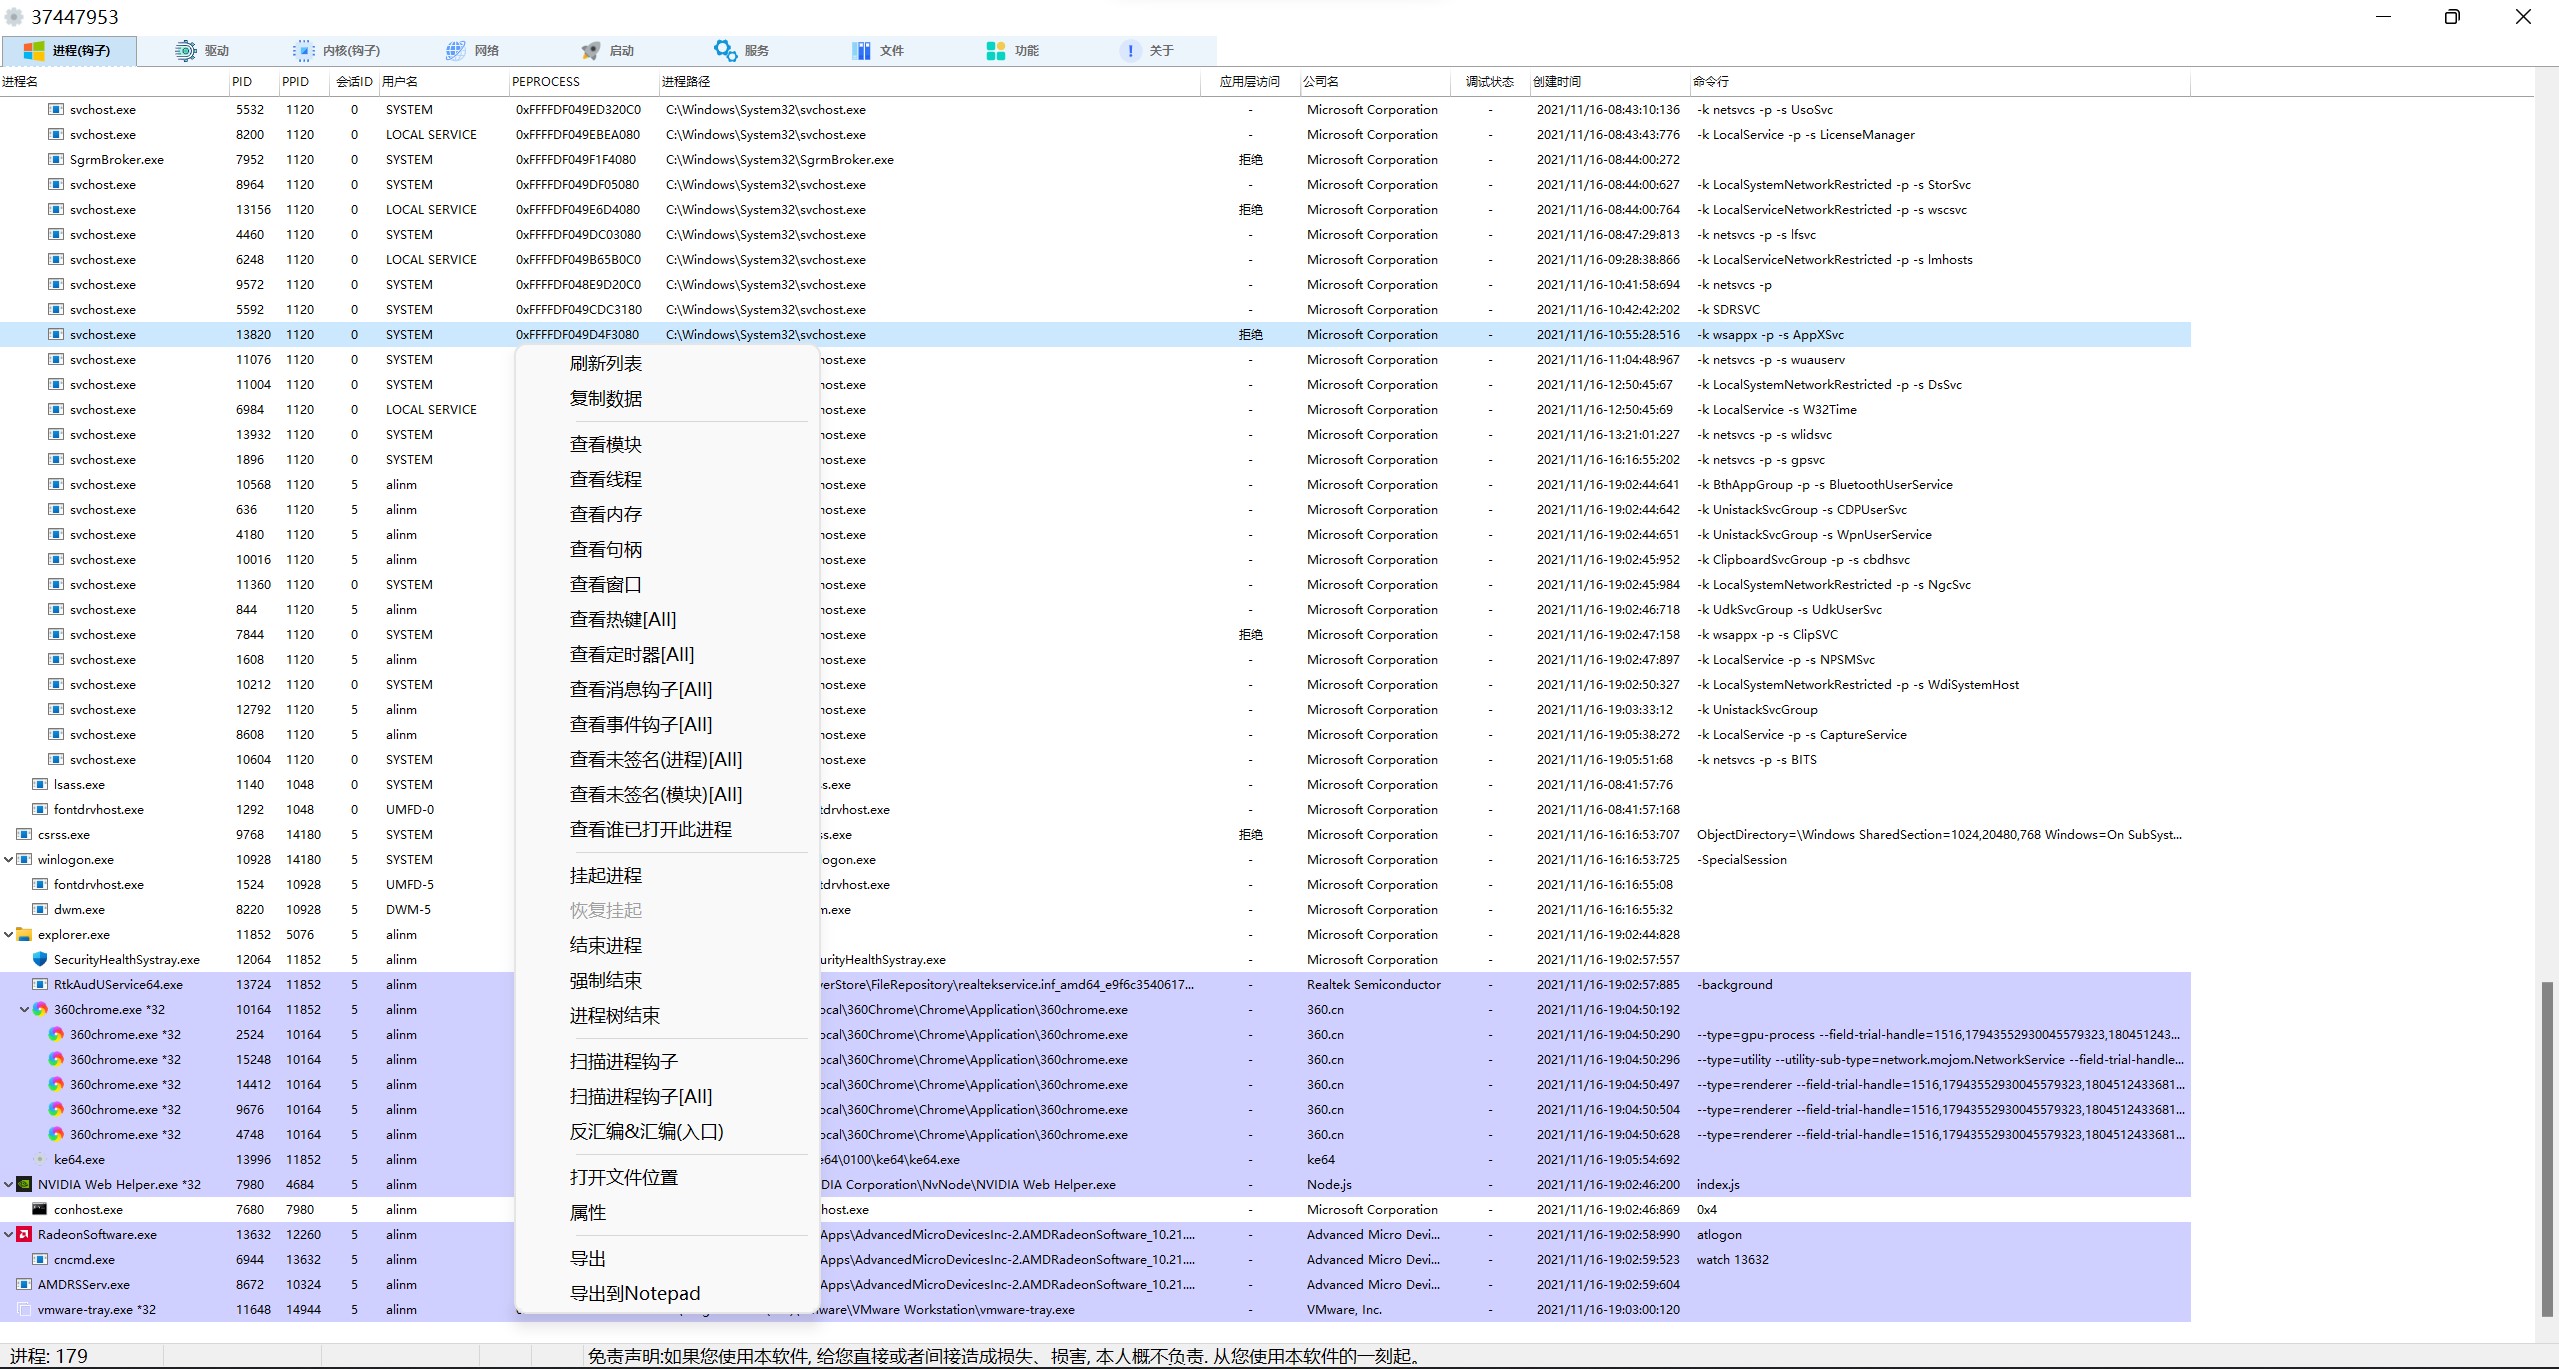 37447953
进程(钩子) 驱动 内核(钩子) 网络 启动 服务 文件 功能 关于
进程名 PID PPID 会话ID 用户名 PEPROCESS 进程路径 应用层访问 公司名 调试状态 创建时间 命令行
svchost.exe 5532 1120 0 SYSTEM 0xFFFFDF049ED320C0 C:\Windows\System32\svchost.exe - Microsoft Corporation - 2021/11/16-08:43:10:136 -k netsvcs -p -s UsoSvc
svchost.exe 8200 1120 0 LOCAL SERVICE 0xFFFFDF049EBEA080 C:\Windows\System32\svchost.exe - Microsoft Corporation - 2021/11/16-08:43:43:776 -k LocalService -p -s LicenseManager
SgrmBroker.exe 7952 1120 0 SYSTEM 0xFFFFDF049F1F4080 C:\Windows\System32\SgrmBroker.exe 拒绝 Microsoft Corporation - 2021/11/16-08:44:00:272
svchost.exe 8964 1120 0 SYSTEM 0xFFFFDF049DF05080 C:\Windows\System32\svchost.exe - Microsoft Corporation - 2021/11/16-08:44:00:627 -k LocalSystemNetworkRestricted -p -s StorSvc
svchost.exe 13156 1120 0 LOCAL SERVICE 0xFFFFDF049E6D4080 C:\Windows\System32\svchost.exe 拒绝 Microsoft Corporation - 2021/11/16-08:44:00:764 -k LocalServiceNetworkRestricted -p -s wscsvc
svchost.exe 4460 1120 0 SYSTEM 0xFFFFDF049DC03080 C:\Windows\System32\svchost.exe - Microsoft Corporation - 2021/11/16-08:47:29:813 -k netsvcs -p -s lfsvc
svchost.exe 6248 1120 0 LOCAL SERVICE 0xFFFFDF049B65B0C0 C:\Windows\System32\svchost.exe - Microsoft Corporation - 2021/11/16-09:28:38:866 -k LocalServiceNetworkRestricted -p -s lmhosts
svchost.exe 9572 1120 0 SYSTEM 0xFFFFDF048E9D20C0 C:\Windows\System32\svchost.exe - Microsoft Corporation - 2021/11/16-10:41:58:694 -k netsvcs -p
svchost.exe 5592 1120 0 SYSTEM 0xFFFFDF049CDC3180 C:\Windows\System32\svchost.exe - Microsoft Corporation - 2021/11/16-10:42:42:202 -k SDRSVC
svchost.exe 13820 1120 0 SYSTEM 0xFFFFDF049D4F3080 C:\Windows\System32\svchost.exe 拒绝 Microsoft Corporation - 2021/11/16-10:55:28:516 -k wsappx -p -s AppXSvc
svchost.exe 11076 1120 0 SYSTEM host.exe - Microsoft Corporation - 2021/11/16-11:04:48:967 -k netsvcs -p -s wuauserv
svchost.exe 11004 1120 0 SYSTEM host.exe - Microsoft Corporation - 2021/11/16-12:50:45:67 -k LocalSystemNetworkRestricted -p -s DsSvc
svchost.exe 6984 1120 0 LOCAL SERVICE host.exe - Microsoft Corporation - 2021/11/16-12:50:45:69 -k LocalService -s W32Time
svchost.exe 13932 1120 0 SYSTEM host.exe - Microsoft Corporation - 2021/11/16-13:21:01:227 -k netsvcs -p -s wlidsvc
svchost.exe 1896 1120 0 SYSTEM host.exe - Microsoft Corporation - 2021/11/16-16:16:55:202 -k netsvcs -p -s gpsvc
svchost.exe 10568 1120 5 alinm host.exe - Microsoft Corporation - 2021/11/16-19:02:44:641 -k BthAppGroup -p -s BluetoothUserService
svchost.exe 636 1120 5 alinm host.exe - Microsoft Corporation - 2021/11/16-19:02:44:642 -k UnistackSvcGroup -s CDPUserSvc
svchost.exe 4180 1120 5 alinm host.exe - Microsoft Corporation - 2021/11/16-19:02:44:651 -k UnistackSvcGroup -s WpnUserService
svchost.exe 10016 1120 5 alinm host.exe - Microsoft Corporation - 2021/11/16-19:02:45:952 -k ClipboardSvcGroup -p -s cbdhsvc
svchost.exe 11360 1120 0 SYSTEM host.exe - Microsoft Corporation - 2021/11/16-19:02:45:984 -k LocalSystemNetworkRestricted -p -s NgcSvc
svchost.exe 844 1120 5 alinm host.exe - Microsoft Corporation - 2021/11/16-19:02:46:718 -k UdkSvcGroup -s UdkUserSvc
svchost.exe 7844 1120 0 SYSTEM host.exe 拒绝 Microsoft Corporation - 2021/11/16-19:02:47:158 -k wsappx -p -s ClipSVC
svchost.exe 1608 1120 5 alinm host.exe - Microsoft Corporation - 2021/11/16-19:02:47:897 -k LocalService -p -s NPSMSvc
svchost.exe 10212 1120 0 SYSTEM host.exe - Microsoft Corporation - 2021/11/16-19:02:50:327 -k LocalSystemNetworkRestricted -p -s WdiSystemHost
svchost.exe 12792 1120 5 alinm host.exe - Microsoft Corporation - 2021/11/16-19:03:33:12 -k UnistackSvcGroup
svchost.exe 8608 1120 5 alinm host.exe - Microsoft Corporation - 2021/11/16-19:05:38:272 -k LocalService -p -s CaptureService
svchost.exe 10604 1120 0 SYSTEM host.exe - Microsoft Corporation - 2021/11/16-19:05:51:68 -k netsvcs -p -s BITS
lsass.exe 1140 1048 0 SYSTEM s.exe - Microsoft Corporation - 2021/11/16-08:41:57:76
fontdrvhost.exe 1292 1048 0 UMFD-0 tdrvhost.exe - Microsoft Corporation - 2021/11/16-08:41:57:168
csrss.exe 9768 14180 5 SYSTEM ss.exe 拒绝 Microsoft Corporation - 2021/11/16-16:16:53:707 ObjectDirectory=\Windows SharedSection=1024,20480,768 Windows=On SubSyst...
winlogon.exe 10928 14180 5 SYSTEM logon.exe - Microsoft Corporation - 2021/11/16-16:16:53:725 -SpecialSession
fontdrvhost.exe 1524 10928 5 UMFD-5 tdrvhost.exe - Microsoft Corporation - 2021/11/16-16:16:55:08
dwm.exe 8220 10928 5 DWM-5 m.exe - Microsoft Corporation - 2021/11/16-16:16:55:32
explorer.exe 11852 5076 5 alinm - Microsoft Corporation - 2021/11/16-19:02:44:828
SecurityHealthSystray.exe 12064 11852 5 alinm urityHealthSystray.exe - Microsoft Corporation - 2021/11/16-19:02:57:557
RtkAudUService64.exe 13724 11852 5 alinm verStore\FileRepository\realtekservice.inf_amd64_e9f6c3540617... - Realtek Semiconductor - 2021/11/16-19:02:57:885 -background
360chrome.exe *32 10164 11852 5 alinm ocal\360Chrome\Chrome\Application\360chrome.exe - 360.cn - 2021/11/16-19:04:50:192
360chrome.exe *32 2524 10164 5 alinm ocal\360Chrome\Chrome\Application\360chrome.exe - 360.cn - 2021/11/16-19:04:50:290 --type=gpu-process --field-trial-handle=1516,17943552930045579323,180451243...
360chrome.exe *32 15248 10164 5 alinm ocal\360Chrome\Chrome\Application\360chrome.exe - 360.cn - 2021/11/16-19:04:50:296 --type=utility --utility-sub-type=network.mojom.NetworkService --field-trial-handle...
360chrome.exe *32 14412 10164 5 alinm ocal\360Chrome\Chrome\Application\360chrome.exe - 360.cn - 2021/11/16-19:04:50:497 --type=renderer --field-trial-handle=1516,17943552930045579323,1804512433681...
360chrome.exe *32 9676 10164 5 alinm ocal\360Chrome\Chrome\Application\360chrome.exe - 360.cn - 2021/11/16-19:04:50:504 --type=renderer --field-trial-handle=1516,17943552930045579323,1804512433681...
360chrome.exe *32 4748 10164 5 alinm ocal\360Chrome\Chrome\Application\360chrome.exe - 360.cn - 2021/11/16-19:04:50:628 --type=renderer --field-trial-handle=1516,17943552930045579323,1804512433681...
ke64.exe 13996 11852 5 alinm e64\0100\ke64\ke64.exe - ke64 - 2021/11/16-19:05:54:692
NVIDIA Web Helper.exe *32 7980 4684 5 alinm DIA Corporation\NvNode\NVIDIA Web Helper.exe - Node.js - 2021/11/16-19:02:46:200 index.js
conhost.exe 7680 7980 5 alinm host.exe - Microsoft Corporation - 2021/11/16-19:02:46:869 0x4
RadeonSoftware.exe 13632 12260 5 alinm Apps\AdvancedMicroDevicesInc-2.AMDRadeonSoftware_10.21.... - Advanced Micro Devi... - 2021/11/16-19:02:58:990 atlogon
cncmd.exe 6944 13632 5 alinm Apps\AdvancedMicroDevicesInc-2.AMDRadeonSoftware_10.21.... - Advanced Micro Devi... - 2021/11/16-19:02:59:523 watch 13632
AMDRSServ.exe 8672 10324 5 alinm Apps\AdvancedMicroDevicesInc-2.AMDRadeonSoftware_10.21.... - Advanced Micro Devi... - 2021/11/16-19:02:59:604
vmware-tray.exe *32 11648 14944 5 alinm ware\VMware Workstation\vmware-tray.exe - VMware, Inc. - 2021/11/16-19:03:00:120
刷新列表
复制数据
查看模块
查看线程
查看内存
查看句柄
查看窗口
查看热键[All]
查看定时器[All]
查看消息钩子[All]
查看事件钩子[All]
查看未签名(进程)[All]
查看未签名(模块)[All]
查看谁已打开此进程
挂起进程
恢复挂起
结束进程
强制结束
进程树结束
扫描进程钩子
扫描进程钩子[All]
反汇编&汇编(入口)
打开文件位置
属性
导出
导出到Notepad
进程: 179 免责声明:如果您使用本软件, 给您直接或者间接造成损失、损害, 本人概不负责. 从您使用本软件的一刻起。